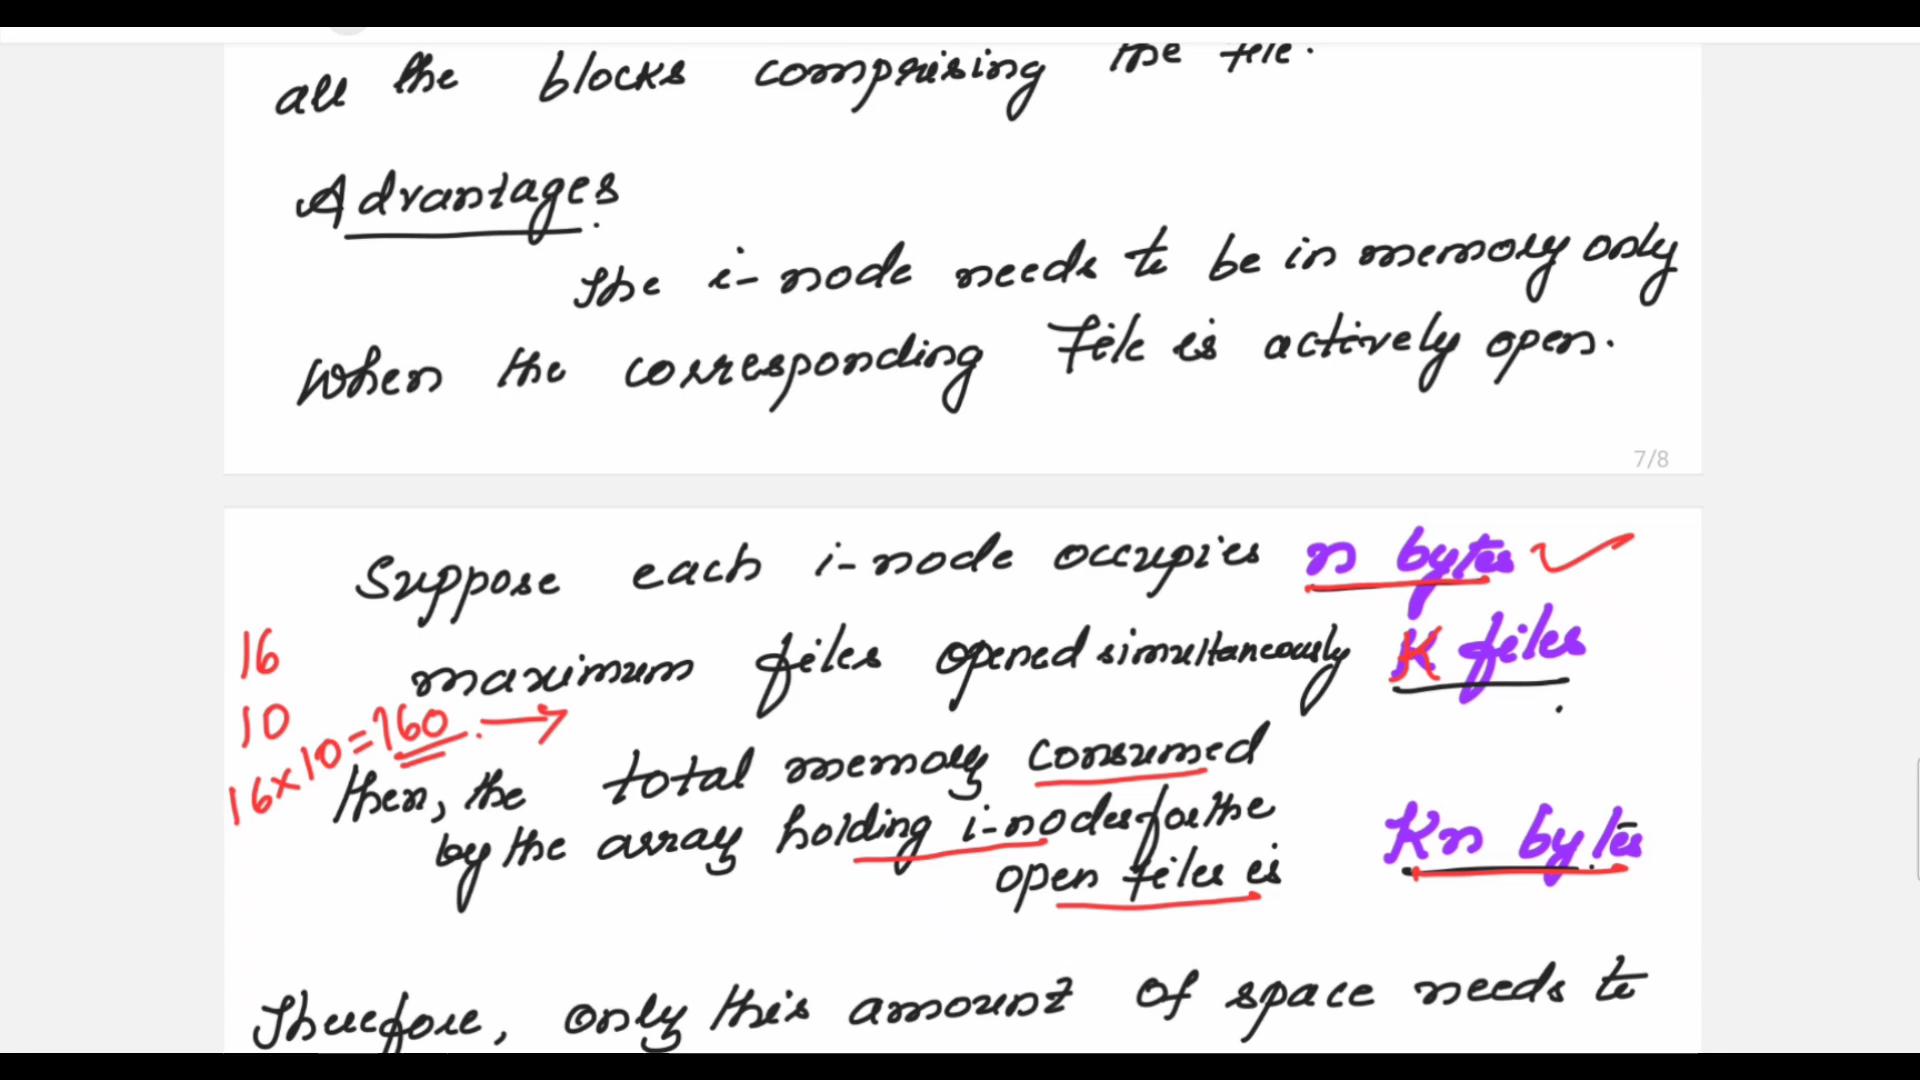 all the blocks comprising the file.
Advantages
The i-node needs to be in memory only
when the corresponding file is actively open.
7/8
Suppose each i-node occupies n bytes
16
maximum files opened simultaneously K files
10
16x10=160
then, the total memory consumed
by the array holding i-nodes for the
open files is
Kn bytes
Therefore, only this amount of space needs to